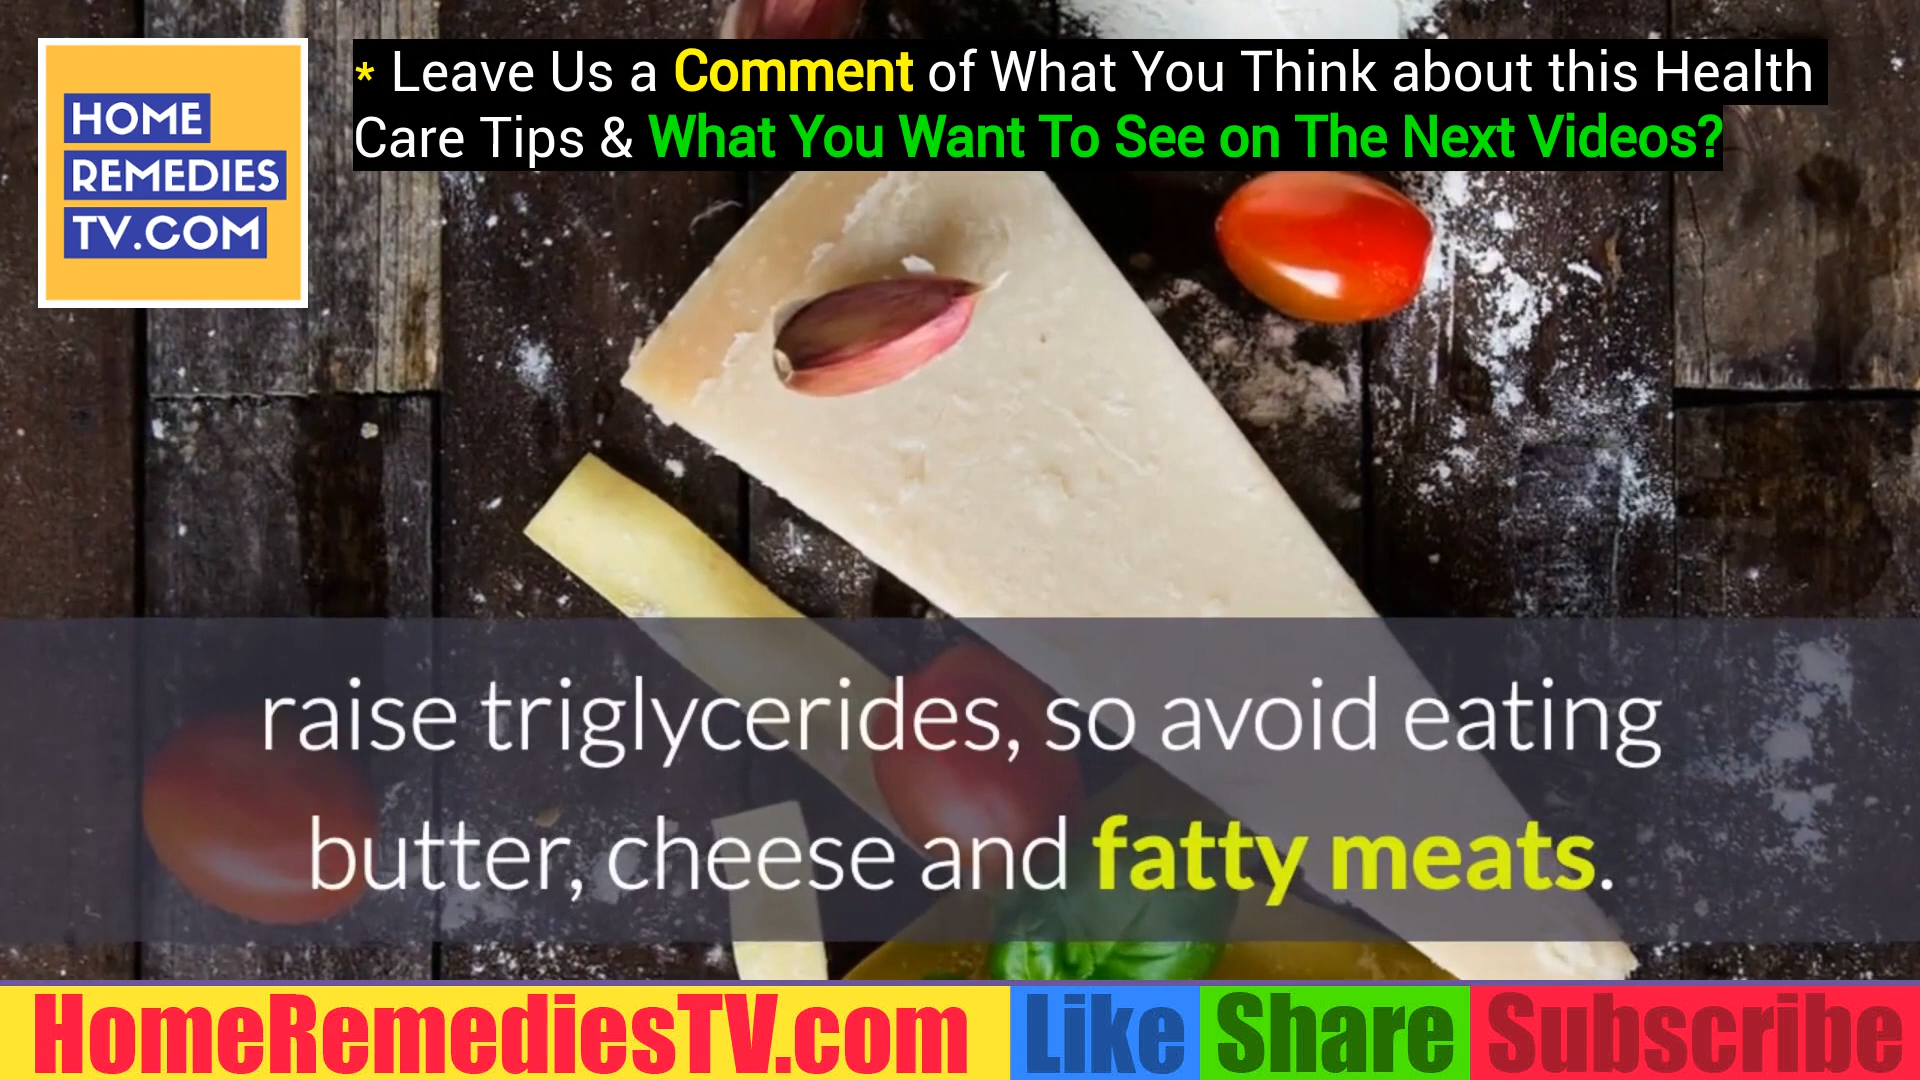 HOME
REMEDIES
TV.COM
* Leave Us a Comment of What You Think about this Health
Care Tips & What You Want To See on The Next Videos?
raise triglycerides, so avoid eating
butter, cheese and fatty meats.
HomeRemediesTV.com Like Share Subscribe